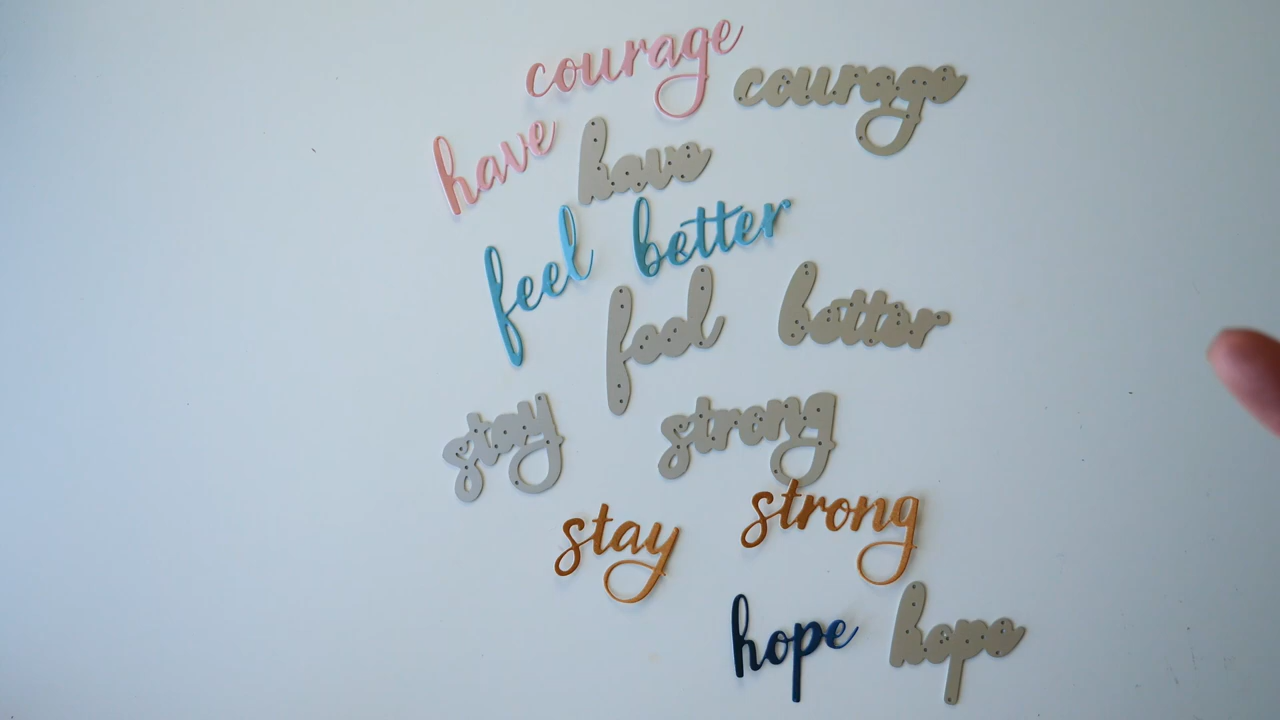 courage courage
have have
feel better
feel better
stay strong
stay strong
hope hope